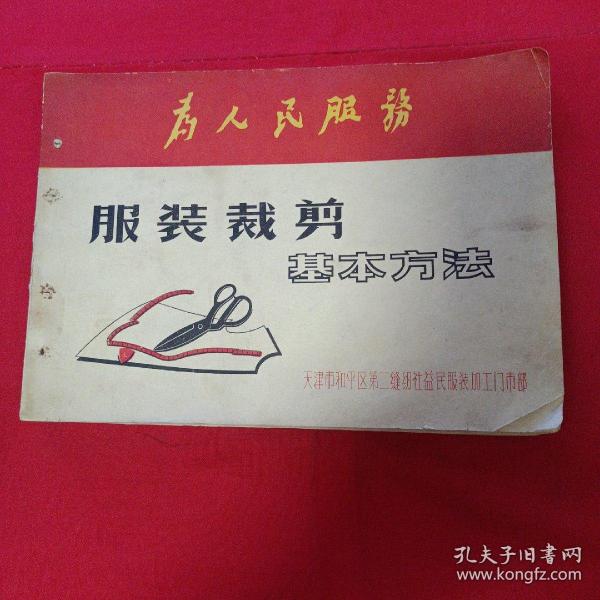 为人民服務
服装裁剪
基本方法
天津市和平区第二缝纫社益民服装加工门市部
孔夫子旧书网
www.kongfz.com